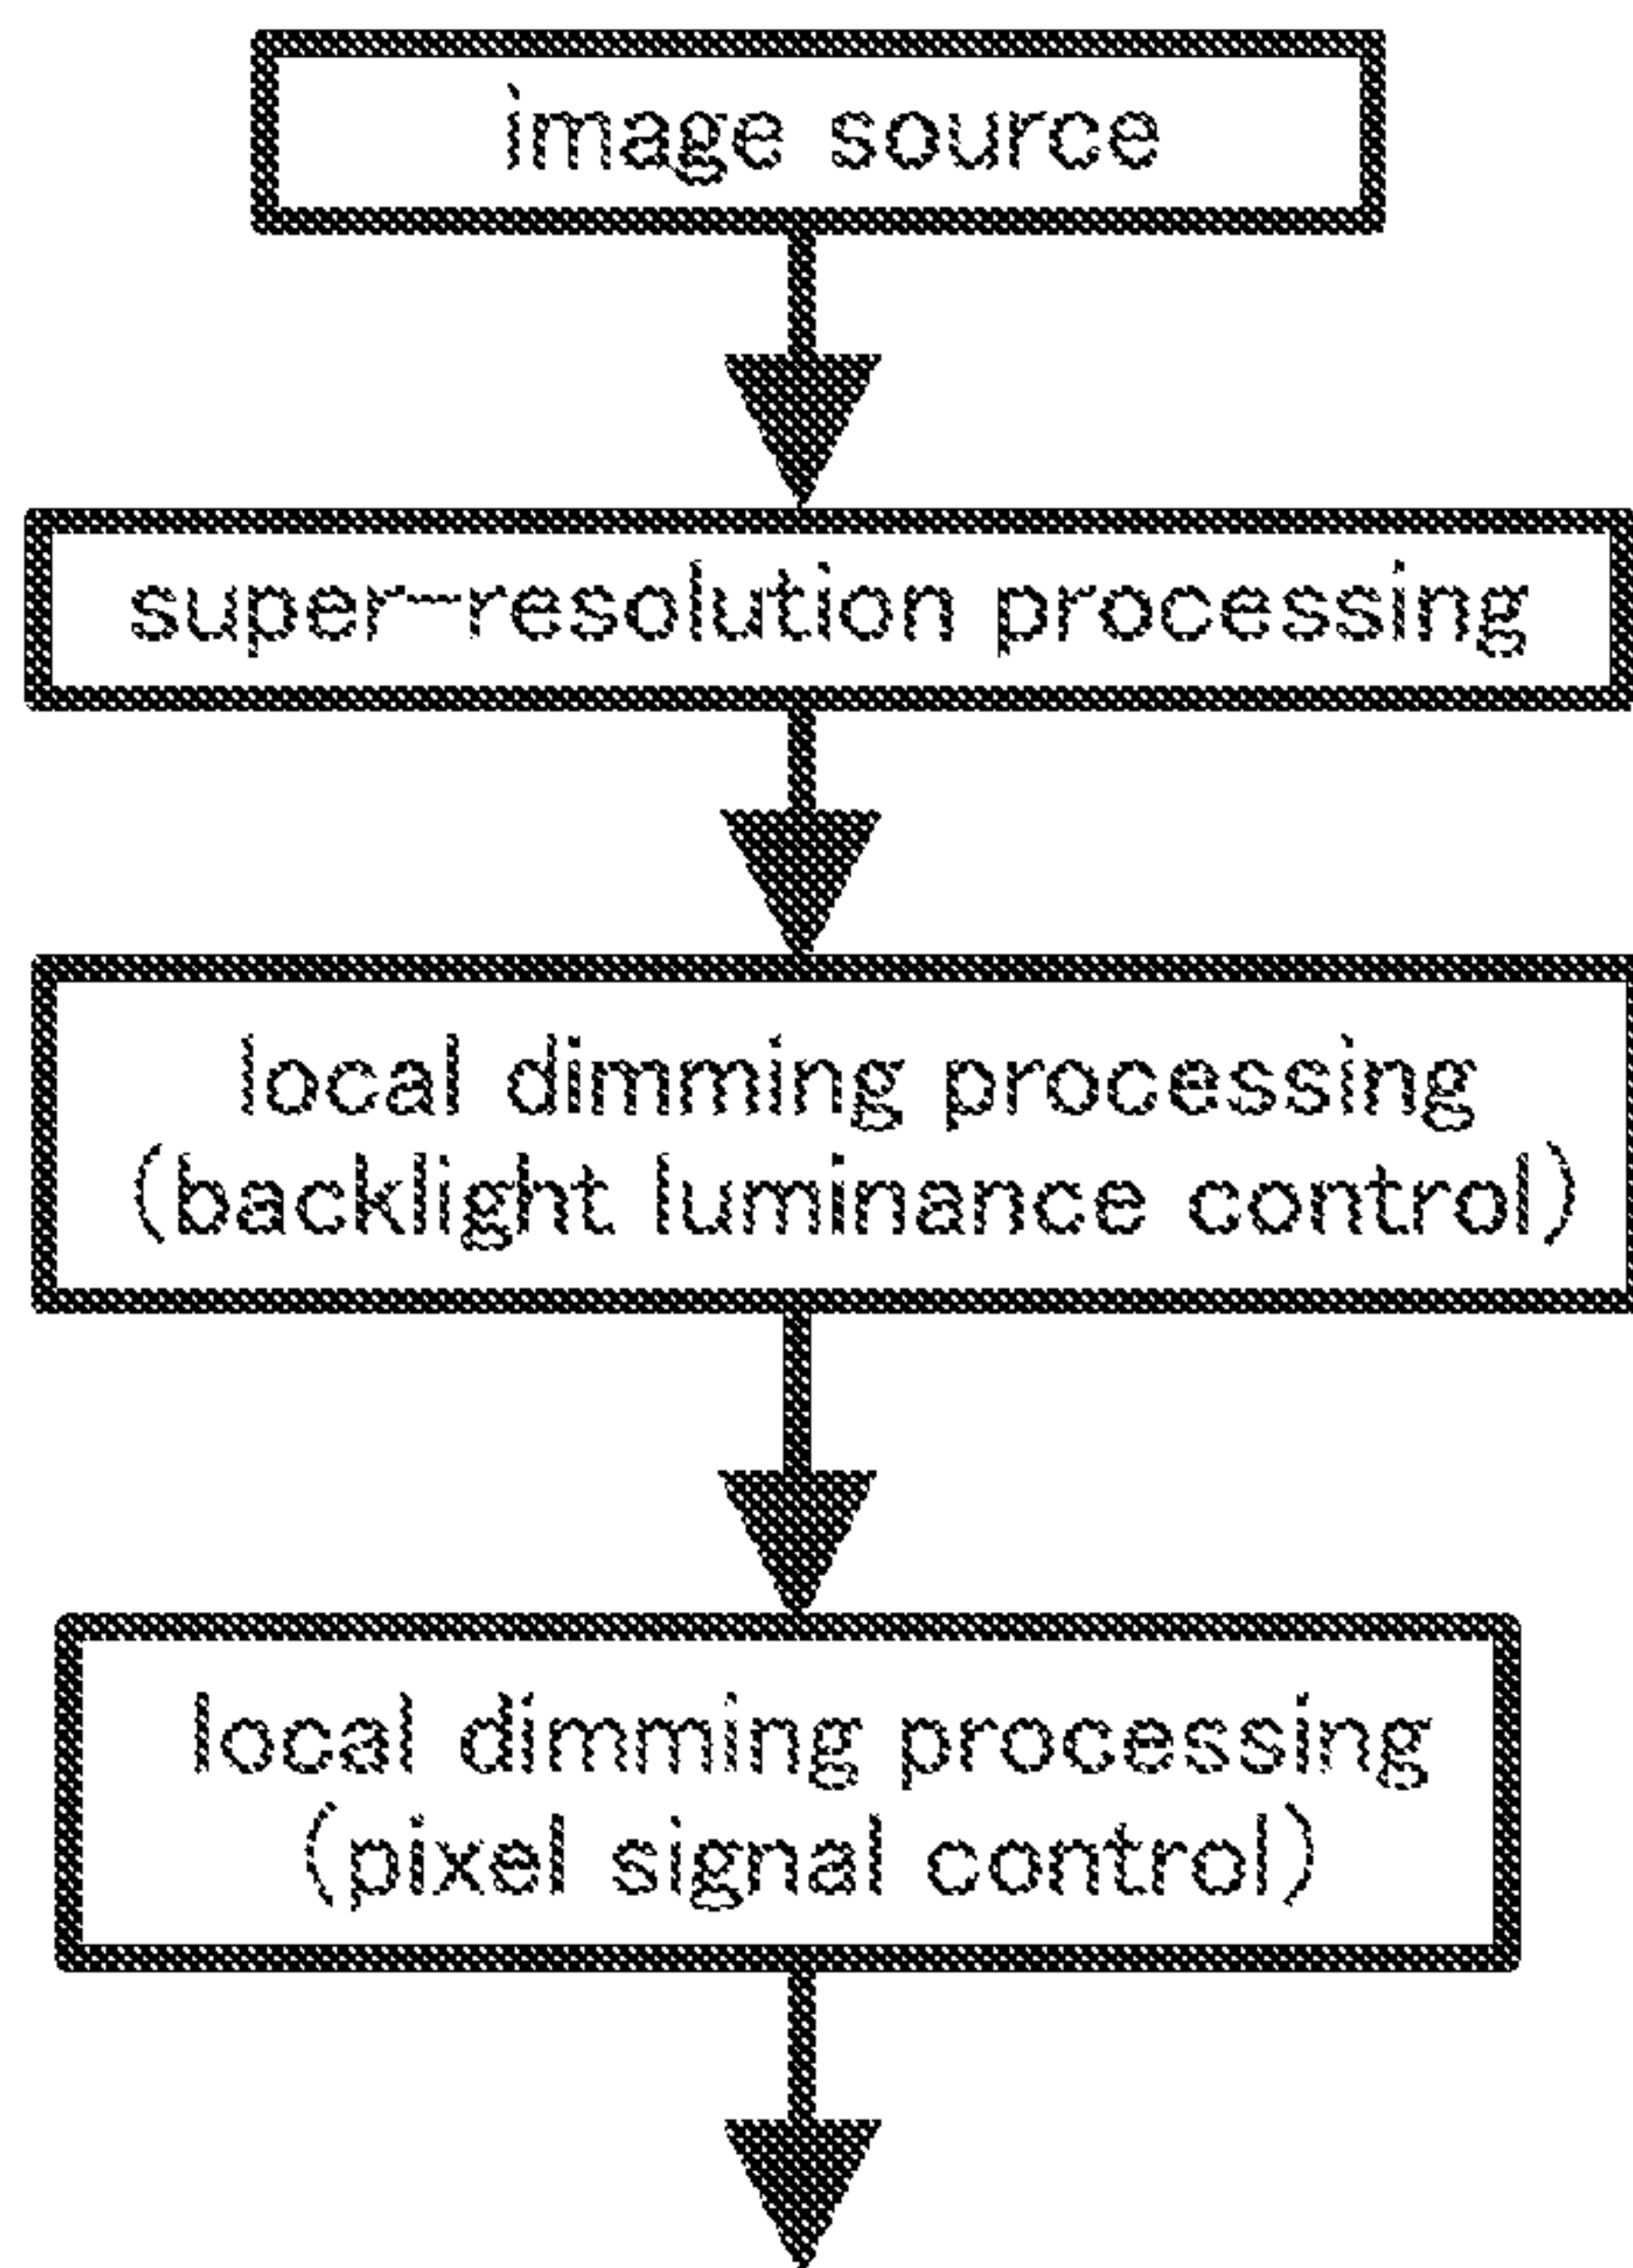 image source
super-resolution processing
local dimming processing
(backlight luminance control)
local dimming processing
(pixel signal control)